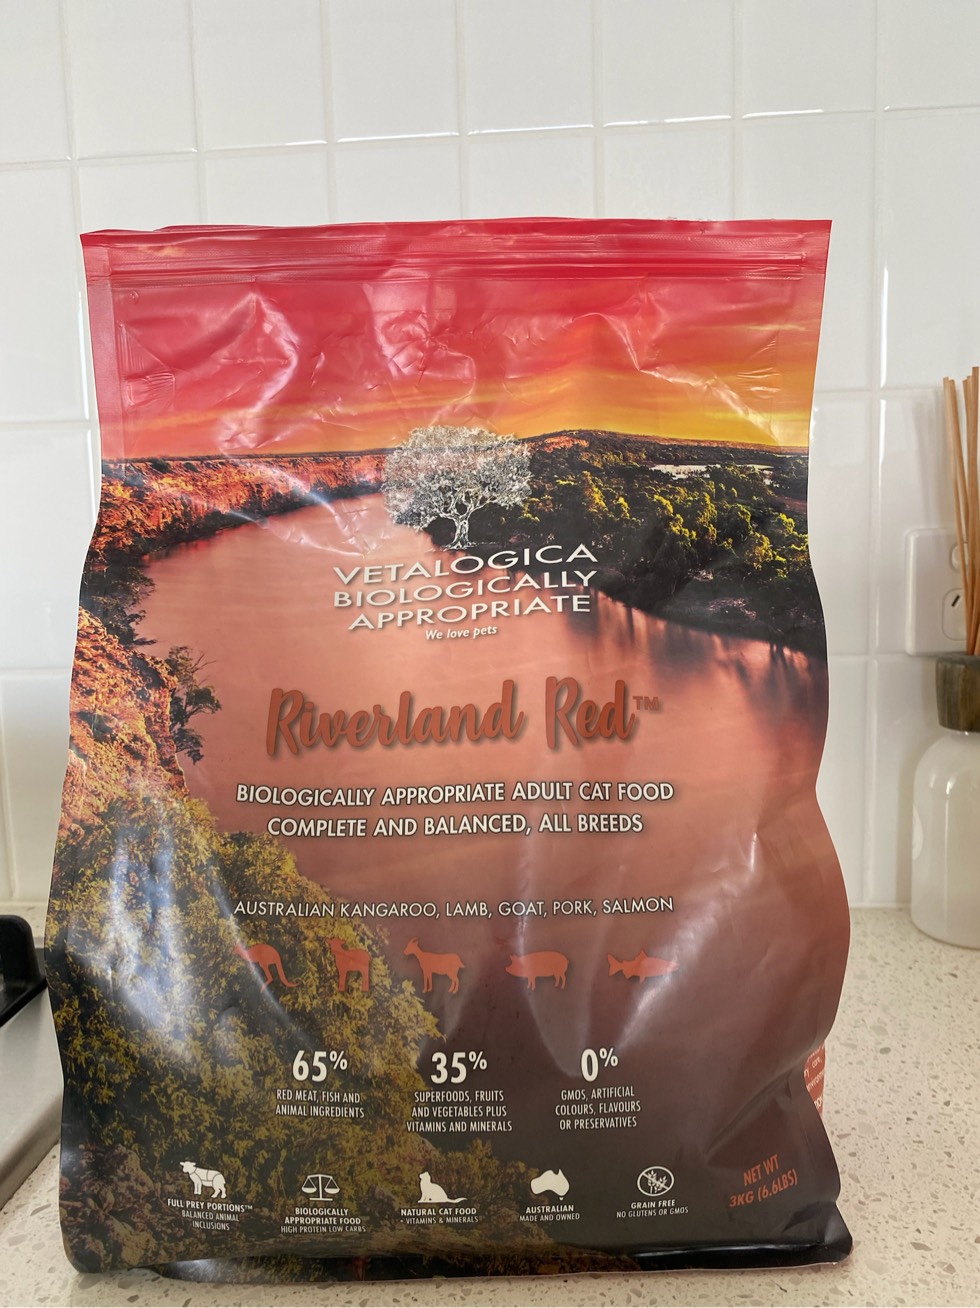 VETALOGICA
BIOLOGICALLY
APPROPRIATE
We love pets
Riverland Red™
BIOLOGICALLY APPROPRIATE ADULT CAT FOOD
COMPLETE AND BALANCED, ALL BREEDS
AUSTRALIAN KANGAROO, LAMB, GOAT, PORK, SALMON
65%
RED MEAT, FISH AND
ANIMAL INGREDIENTS
35%
SUPERFOODS, FRUITS
AND VEGETABLES PLUS
VITAMINS AND MINERALS
0%
GMOS, ARTIFICIAL
COLOURS, FLAVOURS
OR PRESERVATIVES
FULL PREY PORTIONS™
BALANCED ANIMAL
INCLUSIONS
BIOLOGICALLY
APPROPRIATE FOOD
HIGH PROTEIN LOW CARBS
NATURAL CAT FOOD
+ VITAMINS & MINERALS
AUSTRALIAN
MADE AND OWNED
GRAIN FREE
NO GLUTENS OR GMOS
NET WT
3KG (6.6LBS)